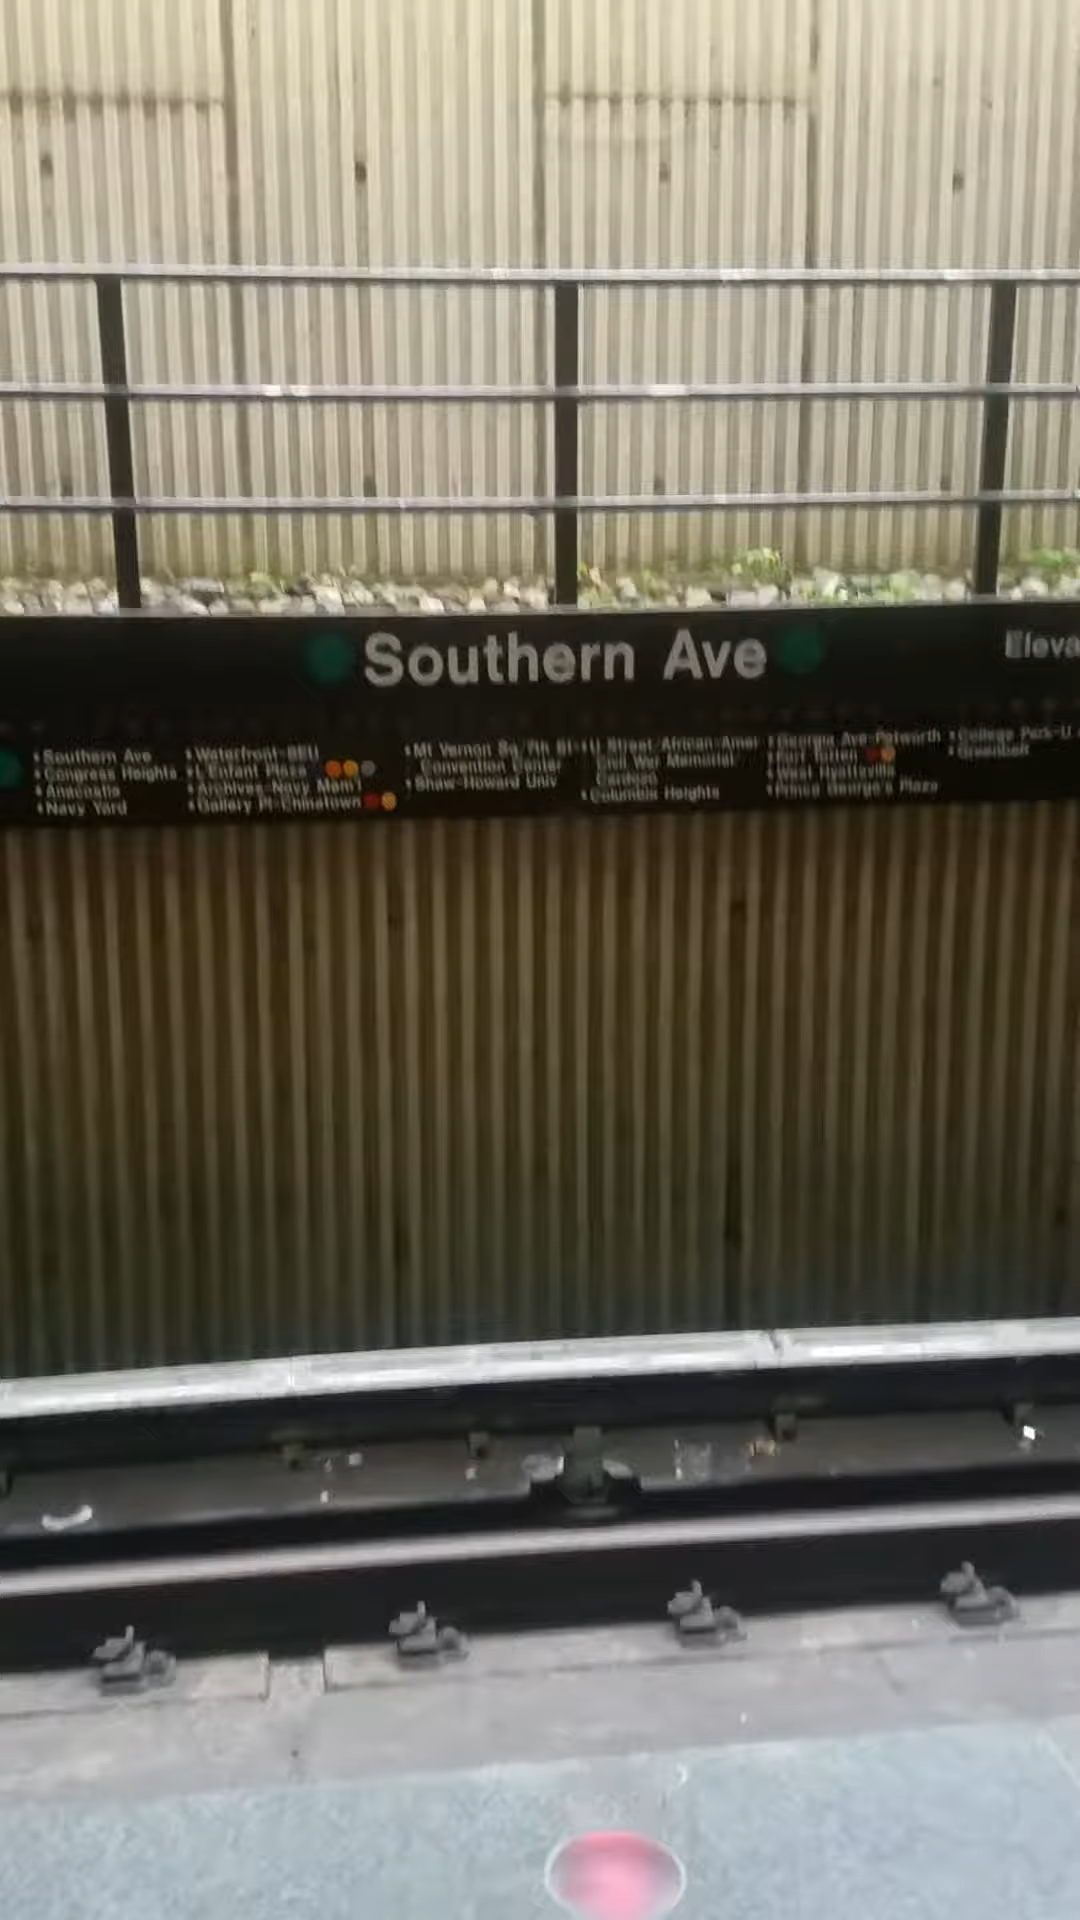 Southern Ave
Eleva
Southern Ave
Congress Heights
Anacostia
Navy Yard
Waterfront-SEU
L'Enfant Plaza
Archives-Navy Mem'l
Gallery Pl-Chinatown
Mt Vernon Sq 7th St-
Convention Center
Shaw-Howard Univ
U Street/African-Amer
Civil War Memorial/
Cardozo
Columbia Heights
Georgia Ave-Petworth
Fort Totten
West Hyattsville
Prince George's Plaza
College Park-U
Greenbelt